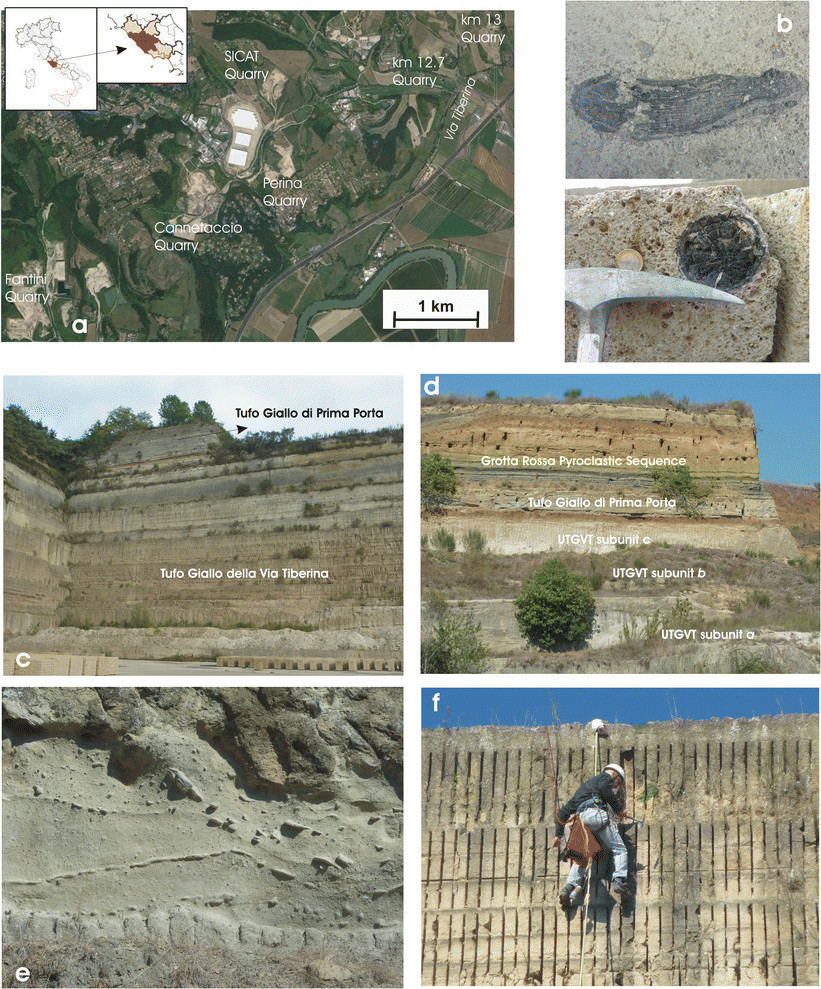 km 13
Quarry
SICAT
Quarry
km 12.7
Quarry
Via Tiberina
Perina
Quarry
Cannetaccio
Quarry
Fantini
Quarry
1 km
a
b
Tufo Giallo di Prima Porta
Tufo Giallo della Via Tiberina
c
d
Grotta Rossa Pyroclastic Sequence
Tufo Giallo di Prima Porta
UTGVT subunit c
UTGVT subunit b
UTGVT subunit a
e
f